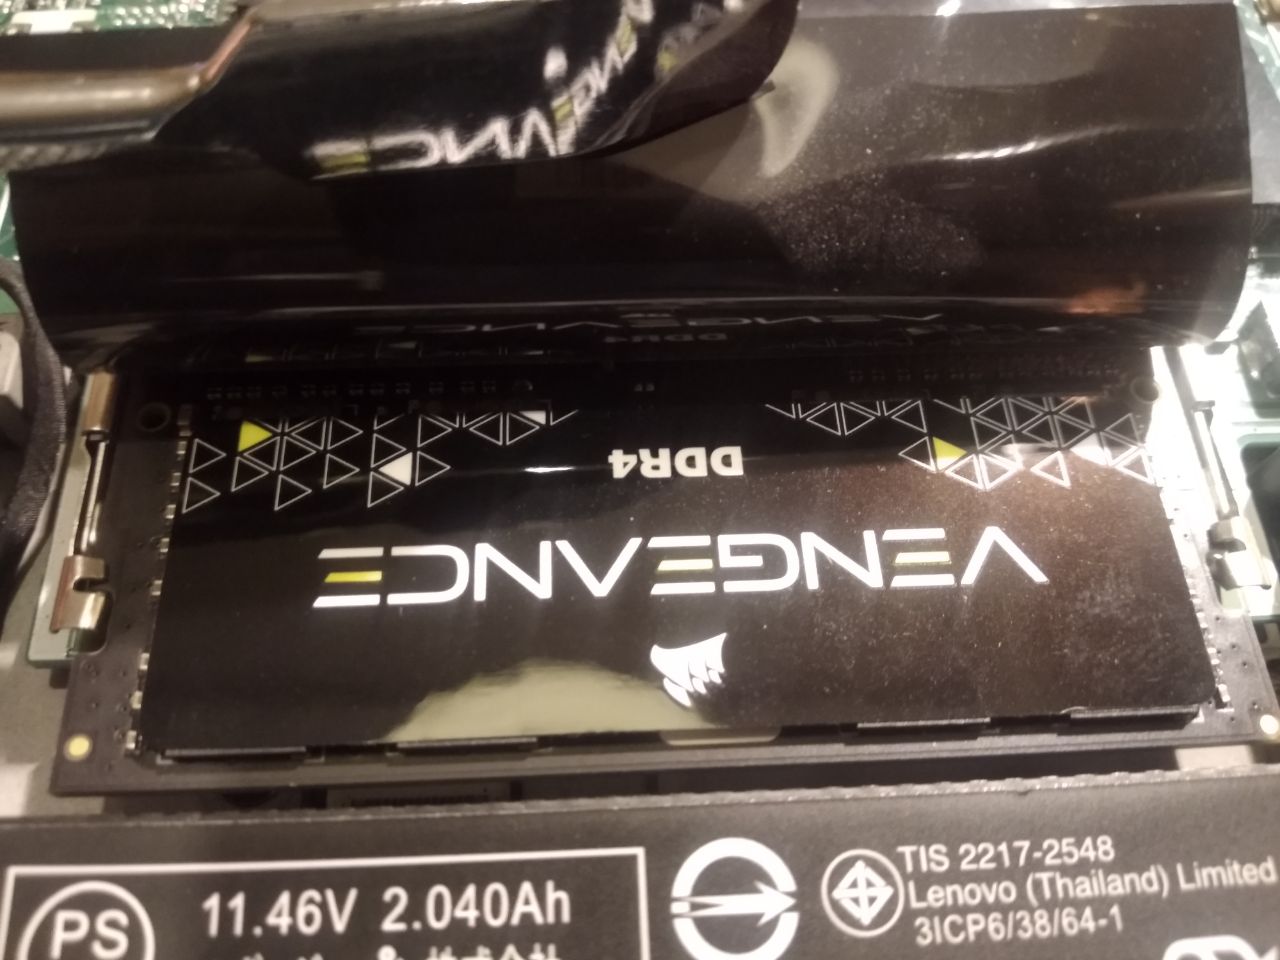 DDR4
VENGEANCE
PS
11.46V 2.040Ah
TIS 2217-2548
Lenovo (Thailand) Limited
3ICP6/38/64-1